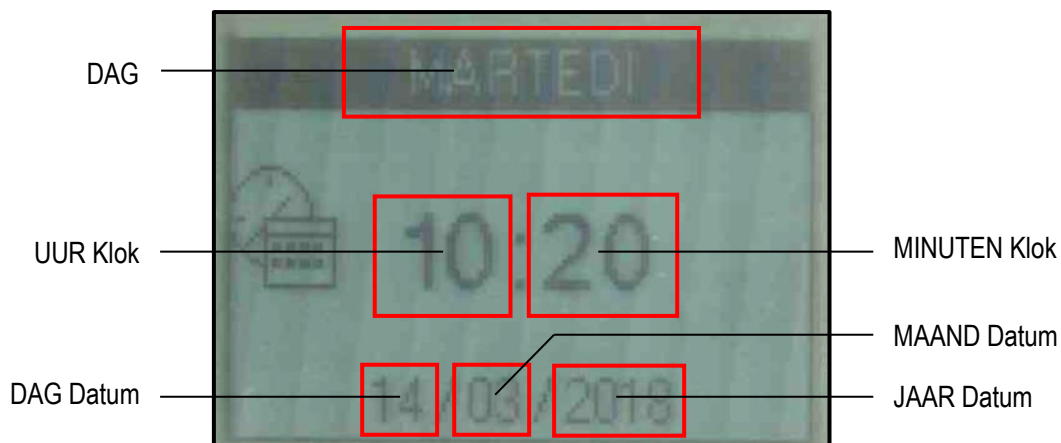 DAG
MARTEDI
UUR Klok
10:20
MINUTEN Klok
MAAND Datum
DAG Datum
14/03/2018
JAAR Datum